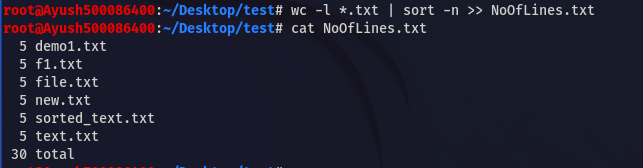 root@Ayush500086400:~/Desktop/test# wc -l *.txt | sort -n >> NoOfLines.txt
root@Ayush500086400:~/Desktop/test# cat NoOfLines.txt
  5 demo1.txt
  5 f1.txt
  5 file.txt
  5 new.txt
  5 sorted_text.txt
  5 text.txt
 30 total